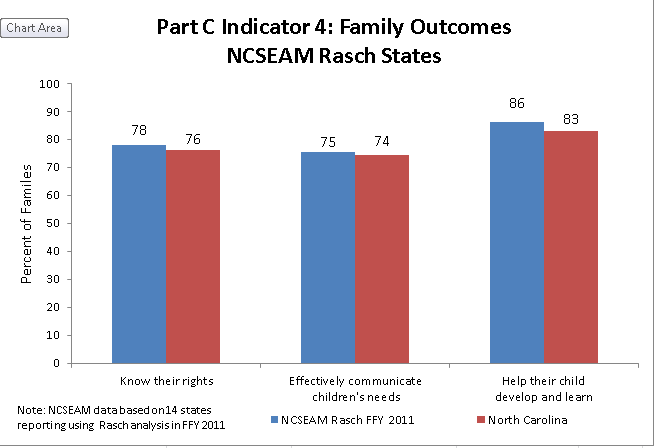 Chart Area
Part C Indicator 4: Family Outcomes
NCSEAM Rasch States
Percent of Familes
100
90
80
70
60
50
40
30
20
10
0
78
76
75
74
86
83
Know their rights
Effectively communicate
children's needs
Help their child
develop and learn
Note: NCSEAM data based on 14 states
reporting using Rasch analysis in FFY 2011
NCSEAM Rasch FFY 2011
North Carolina